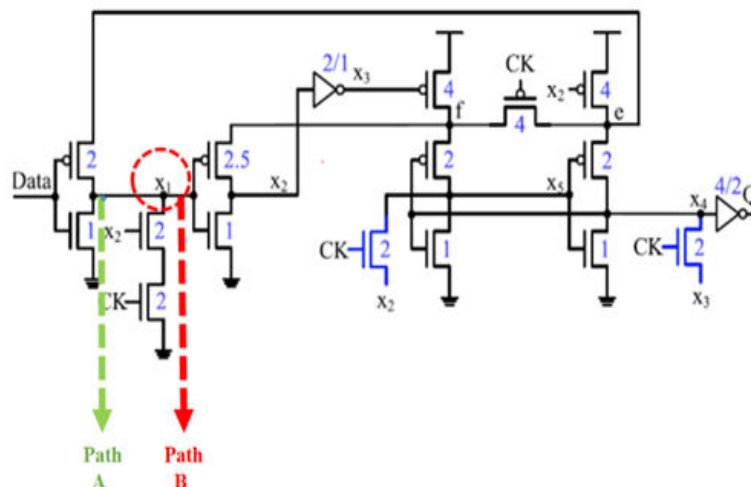 2/1
x₃
CK
4
x₂
4
f
e
4
2
2.5
x₁
x₂
2
x₅
2
4/2
Data
x₄
Q
1
x₂
2
1
CK
2
1
1
CK
2
CK
2
x₂
x₃
Path
A
Path
B